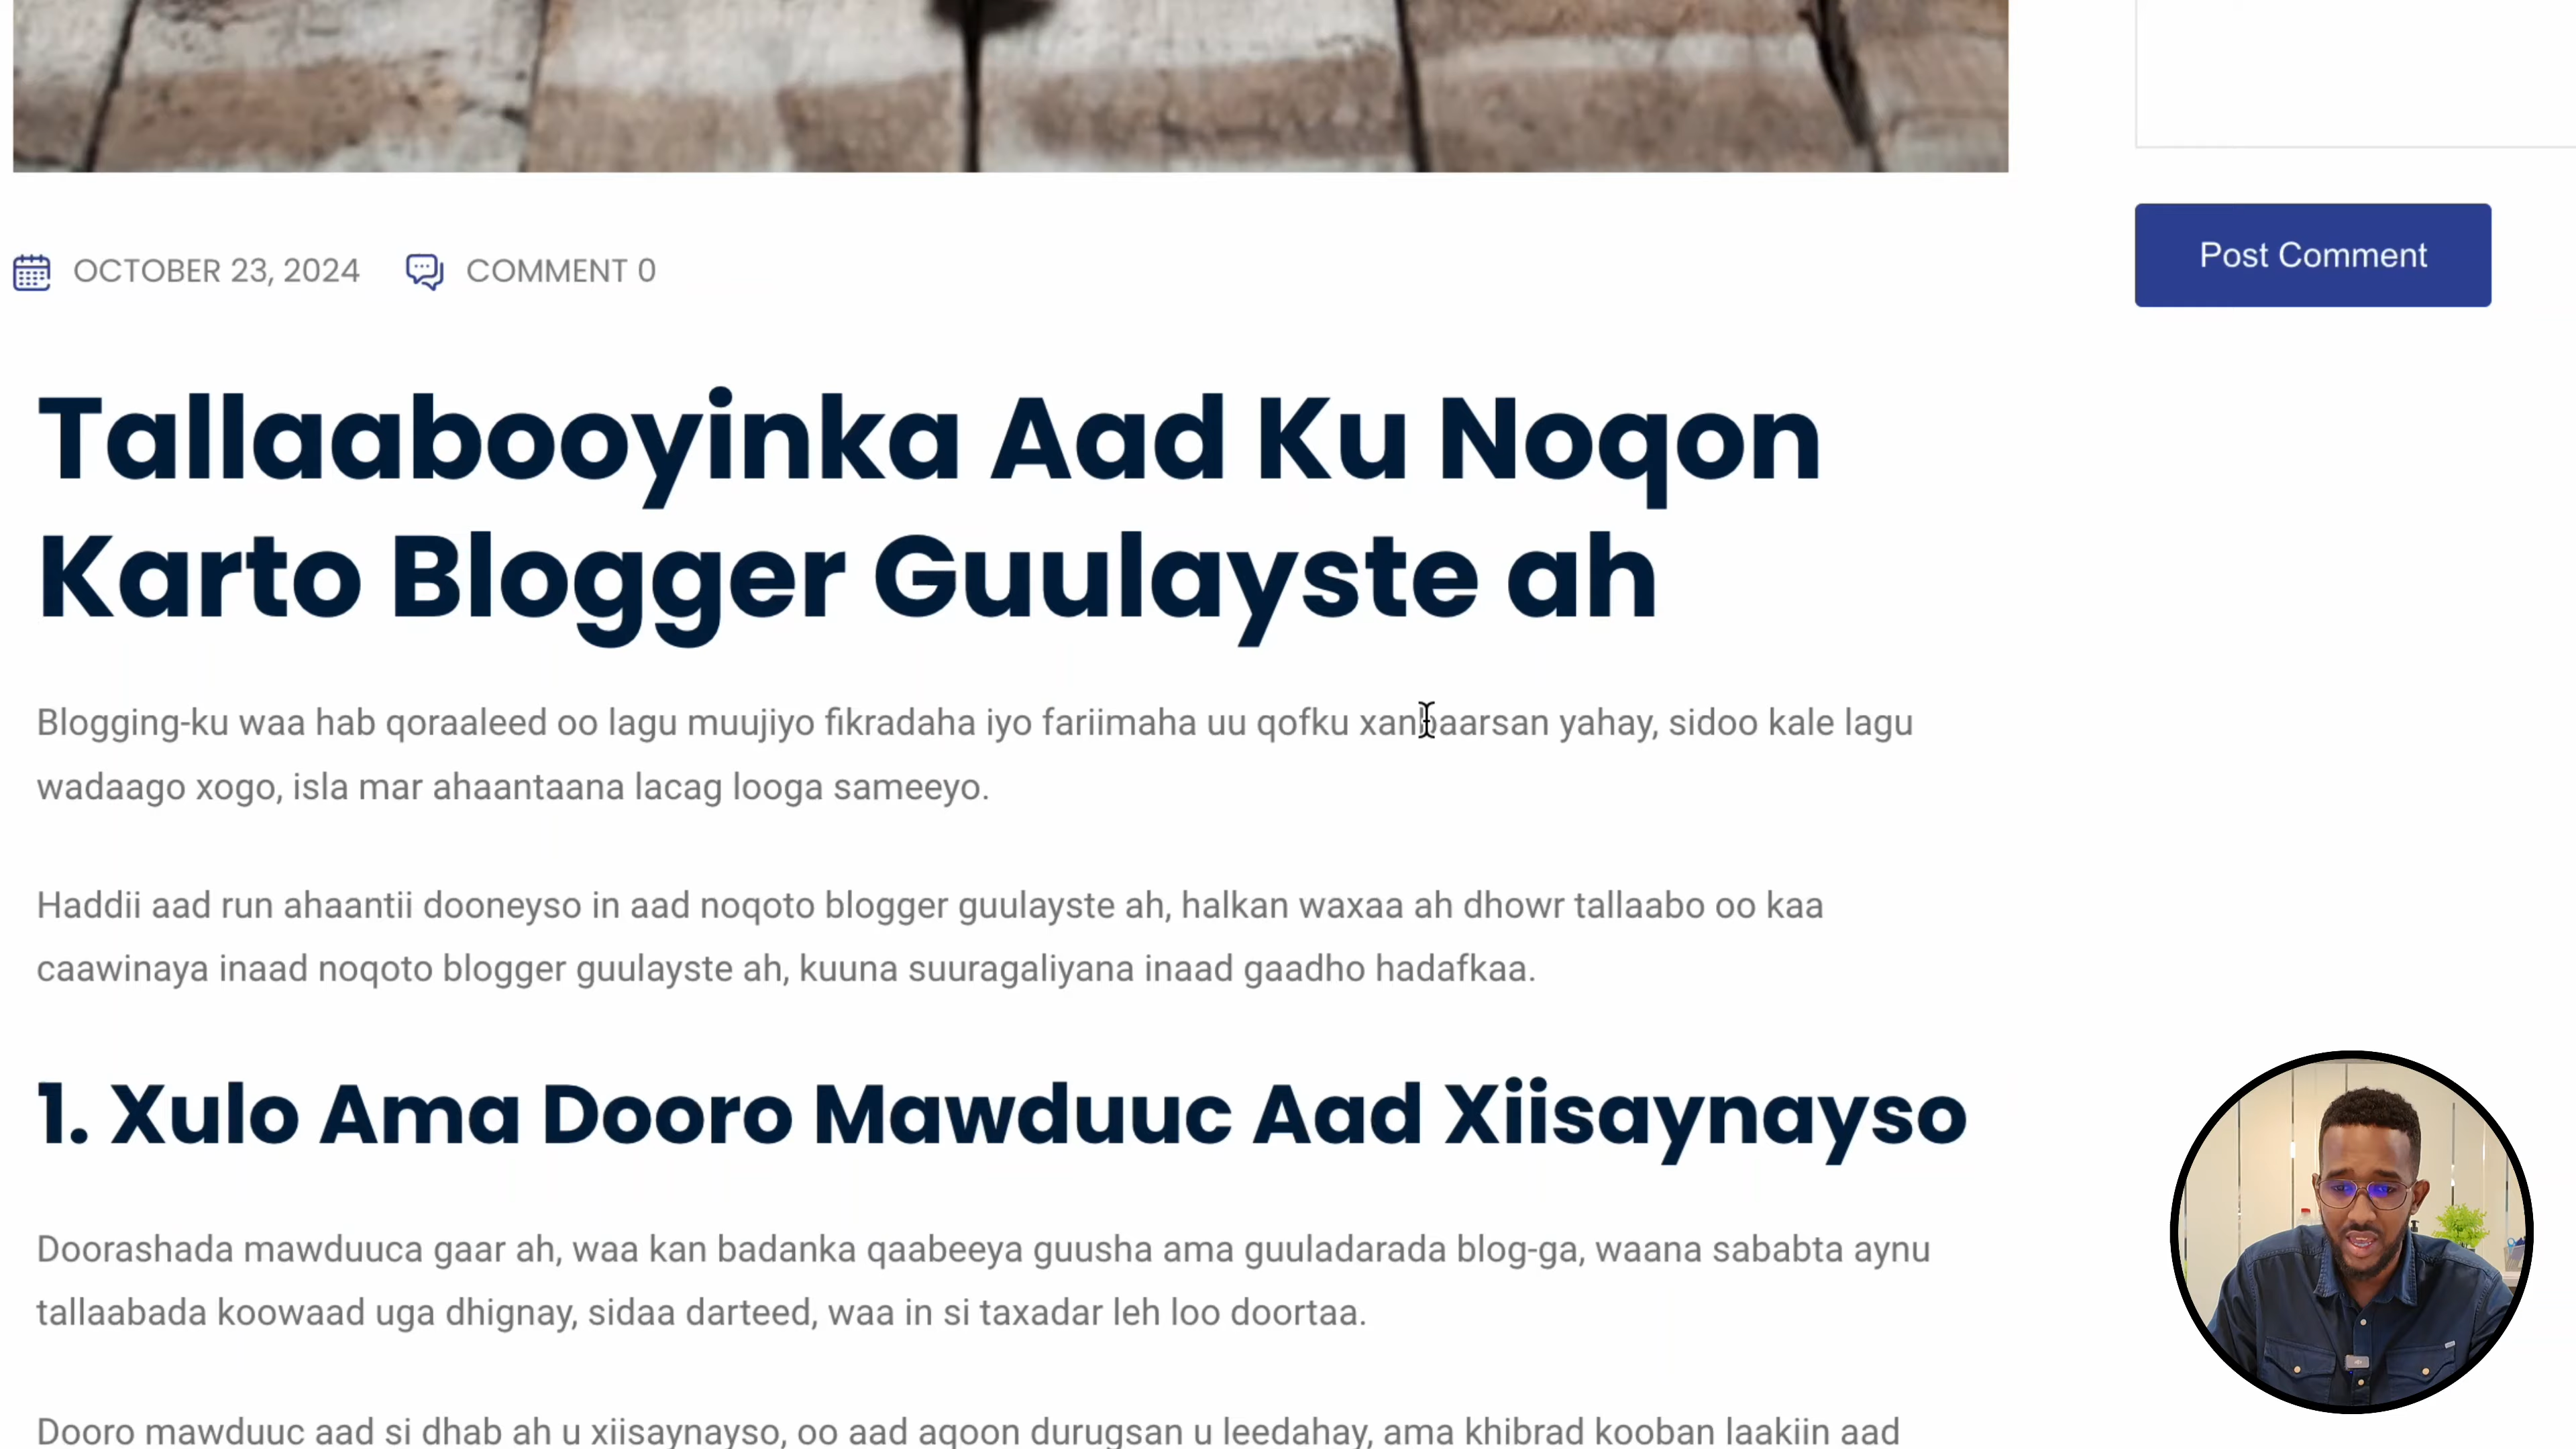 OCTOBER 23, 2024 COMMENT 0
Post Comment
Tallaabooyinka Aad Ku Noqon
Karto Blogger Guulayste ah
Blogging-ku waa hab qoraaleed oo lagu muujiyo fikradaha iyo fariimaha uu qofku xanbaarsan yahay, sidoo kale lagu
wadaago xogo, isla mar ahaantaana lacag looga sameeyo.
Haddii aad run ahaantii dooneyso in aad noqoto blogger guulayste ah, halkan waxaa ah dhowr tallaabo oo kaa
caawinaya inaad noqoto blogger guulayste ah, kuuna suuragaliyana inaad gaadho hadafkaa.
1. Xulo Ama Dooro Mawduuc Aad Xiisaynayso
Doorashada mawduuca gaar ah, waa kan badanka qaabeeya guusha ama guuladarada blog-ga, waana sababta aynu
tallaabada koowaad uga dhignay, sidaa darteed, waa in si taxadar leh loo doortaa.
Dooro mawduuc aad si dhab ah u xiisaynayso, oo aad aqoon durugsan u leedahay, ama khibrad kooban laakiin aad